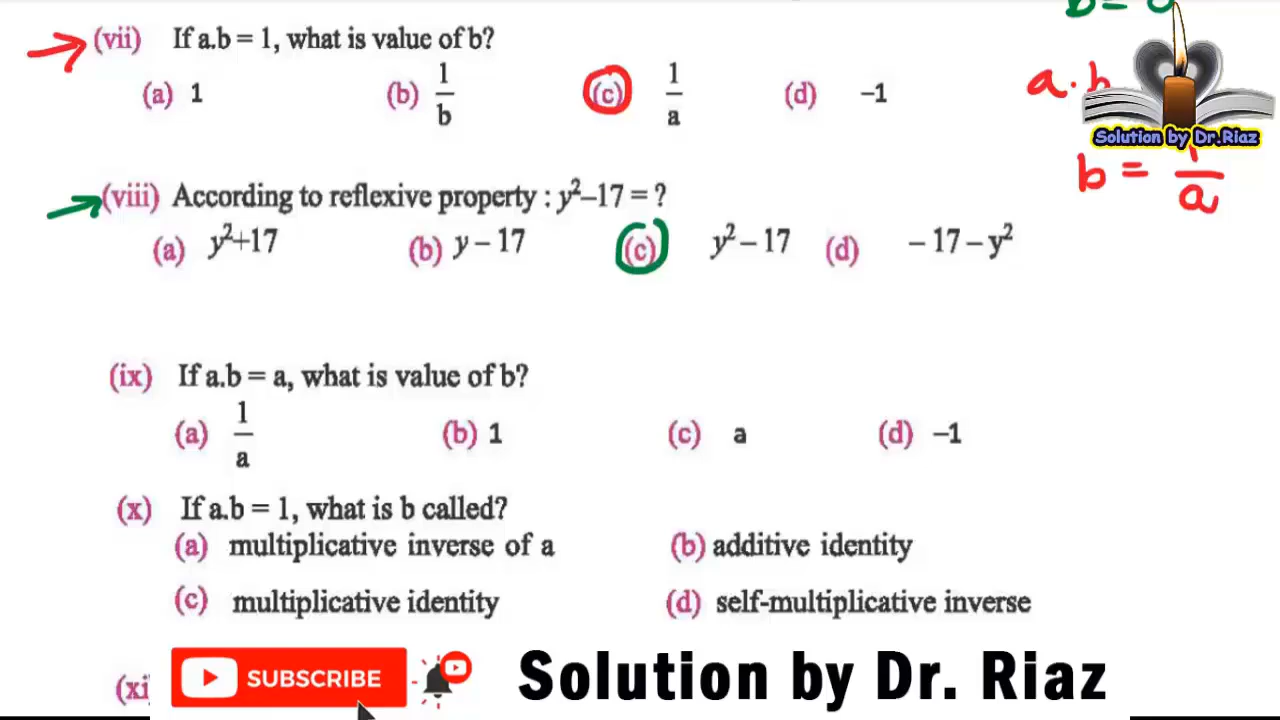 b = 0
(vii) If a.b = 1, what is value of b?
(a) 1 (b) 1/b (c) 1/a (d) –1
a . b
Solution by Dr.Riaz
b = 1/a
(viii) According to reflexive property : y²–17 = ?
(a) y²+17 (b) y – 17 (c) y² – 17 (d) – 17 – y²
(ix) If a.b = a, what is value of b?
(a) 1/a (b) 1 (c) a (d) –1
(x) If a.b = 1, what is b called?
(a) multiplicative inverse of a (b) additive identity
(c) multiplicative identity (d) self-multiplicative inverse
(xi
SUBSCRIBE
Solution by Dr. Riaz